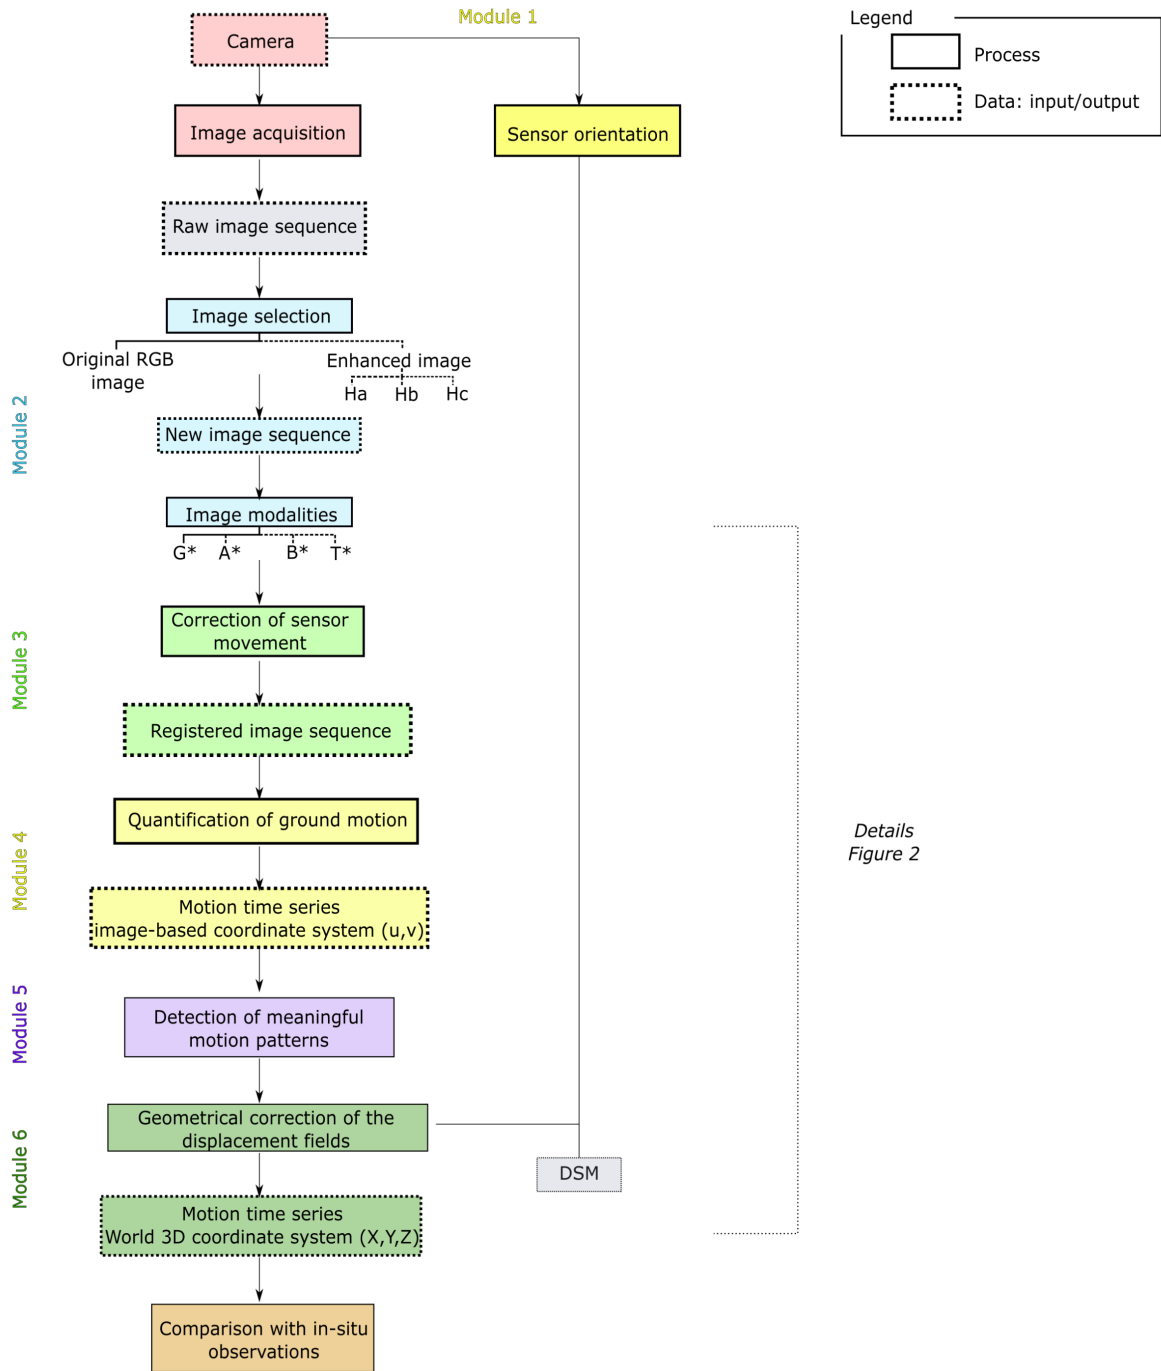 Module 1
Legend
Camera
Process
Data: input/output
Image acquisition
Sensor orientation
Raw image sequence
Image selection
Original RGB
image
Enhanced image
Ha
Hb
Hc
Module 2
New image sequence
Image modalities
G*
A*
B*
T*
Module 3
Correction of sensor
movement
Registered image sequence
Module 4
Quantification of ground motion
Details
Figure 2
Motion time series
image-based coordinate system (u,v)
Module 5
Detection of meaningful
motion patterns
Module 6
Geometrical correction of the
displacement fields
DSM
Motion time series
World 3D coordinate system (X,Y,Z)
Comparison with in-situ
observations